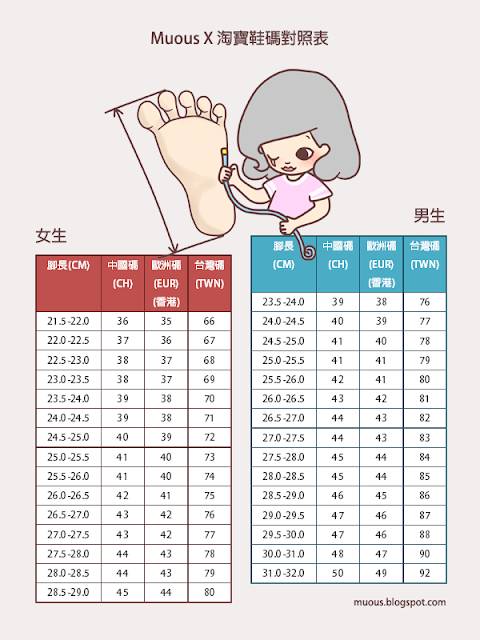 Muous X 淘寶鞋碼對照表
女生
腳長(CM) 中國碼(CH) 歐洲碼(EUR)(香港) 台灣碼(TWN)
21.5-22.0 36 35 66
22.0-22.5 37 36 67
22.5-23.0 38 37 68
23.0-23.5 38 37 69
23.5-24.0 39 38 70
24.0-24.5 39 38 71
24.5-25.0 40 39 72
25.0-25.5 41 40 73
25.5-26.0 41 40 74
26.0-26.5 42 41 75
26.5-27.0 43 42 76
27.0-27.5 43 42 77
27.5-28.0 44 43 78
28.0-28.5 44 43 79
28.5-29.0 45 44 80
男生
腳長(CM) 中國碼(CH) 歐洲碼(EUR)(香港) 台灣碼(TWN)
23.5-24.0 39 38 76
24.0-24.5 40 39 77
24.5-25.0 41 40 78
25.0-25.5 41 41 79
25.5-26.0 42 41 80
26.0-26.5 43 42 81
26.5-27.0 44 43 82
27.0-27.5 44 43 83
27.5-28.0 45 44 84
28.0-28.5 45 44 85
28.5-29.0 46 45 86
29.0-29.5 47 46 87
29.5-30.0 47 46 88
30.0-31.0 48 47 90
31.0-32.0 50 49 92
muous.blogspot.com